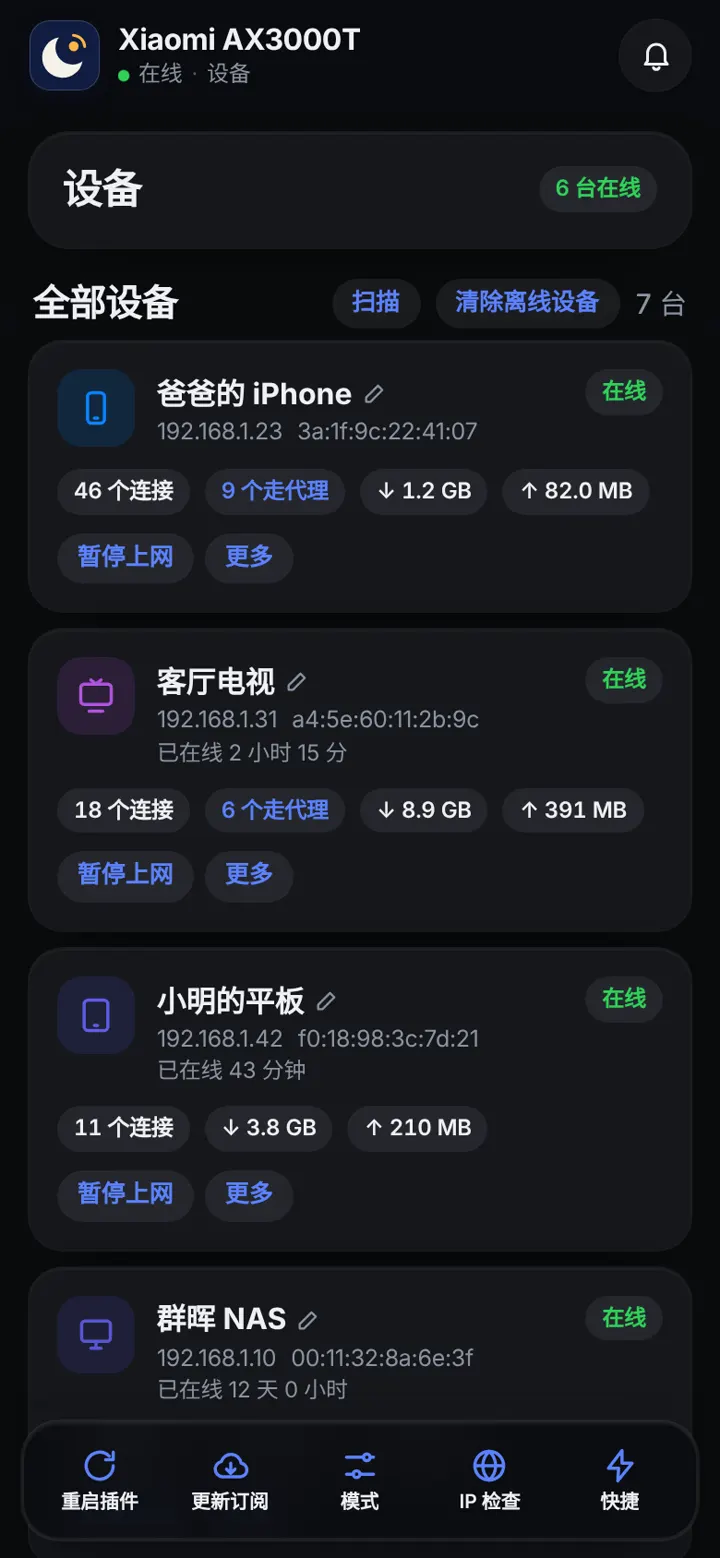 Xiaomi AX3000T
在线 · 设备
设备
6 台在线
全部设备
扫描
清除离线设备
7 台
爸爸的 iPhone
在线
192.168.1.23 3a:1f:9c:22:41:07
46 个连接
9 个走代理
↓ 1.2 GB
↑ 82.0 MB
暂停上网
更多
客厅电视
在线
192.168.1.31 a4:5e:60:11:2b:9c
已在线 2 小时 15 分
18 个连接
6 个走代理
↓ 8.9 GB
↑ 391 MB
暂停上网
更多
小明的平板
在线
192.168.1.42 f0:18:98:3c:7d:21
已在线 43 分钟
11 个连接
↓ 3.8 GB
↑ 210 MB
暂停上网
更多
群晖 NAS
在线
192.168.1.10 00:11:32:8a:6e:3f
已在线 12 天 0 小时
重启插件
更新订阅
模式
IP 检查
快捷